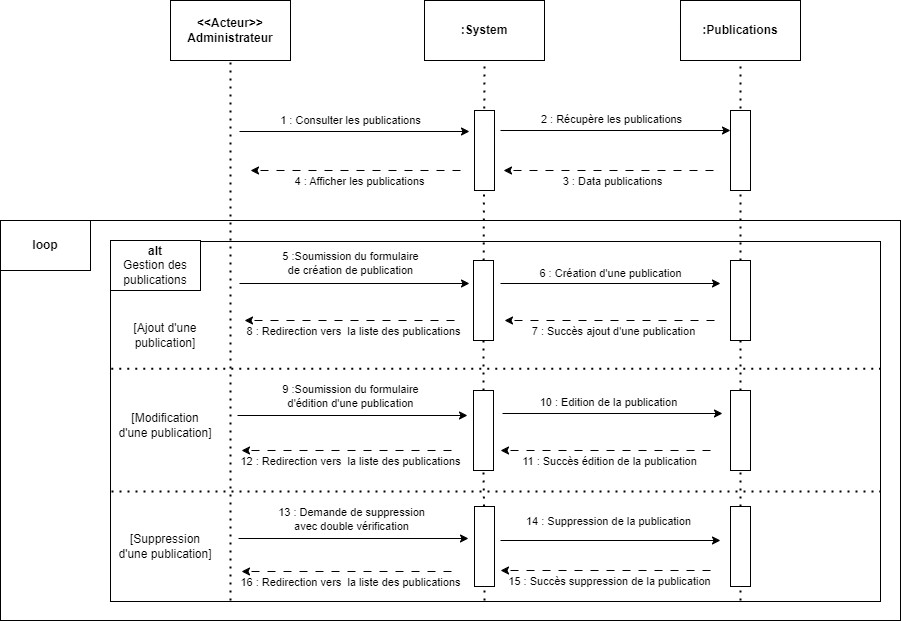 <<Acteur>>
Administrateur
:System
:Publications
1 : Consulter les publications
2 : Récupère les publications
4 : Afficher les publications
3 : Data publications
loop
alt
Gestion des
publications
5 :Soumission du formulaire
de création de publication
6 : Création d'une publication
[Ajout d'une
publication]
8 : Redirection vers la liste des publications
7 : Succès ajout d'une publication
9 :Soumission du formulaire
d'édition d'une publication
10 : Edition de la publication
[Modification
d'une publication]
12 : Redirection vers la liste des publications
11 : Succès édition de la publication
13 : Demande de suppression
avec double vérification
14 : Suppression de la publication
[Suppression
d'une publication]
16 : Redirection vers la liste des publications
15 : Succès suppression de la publication